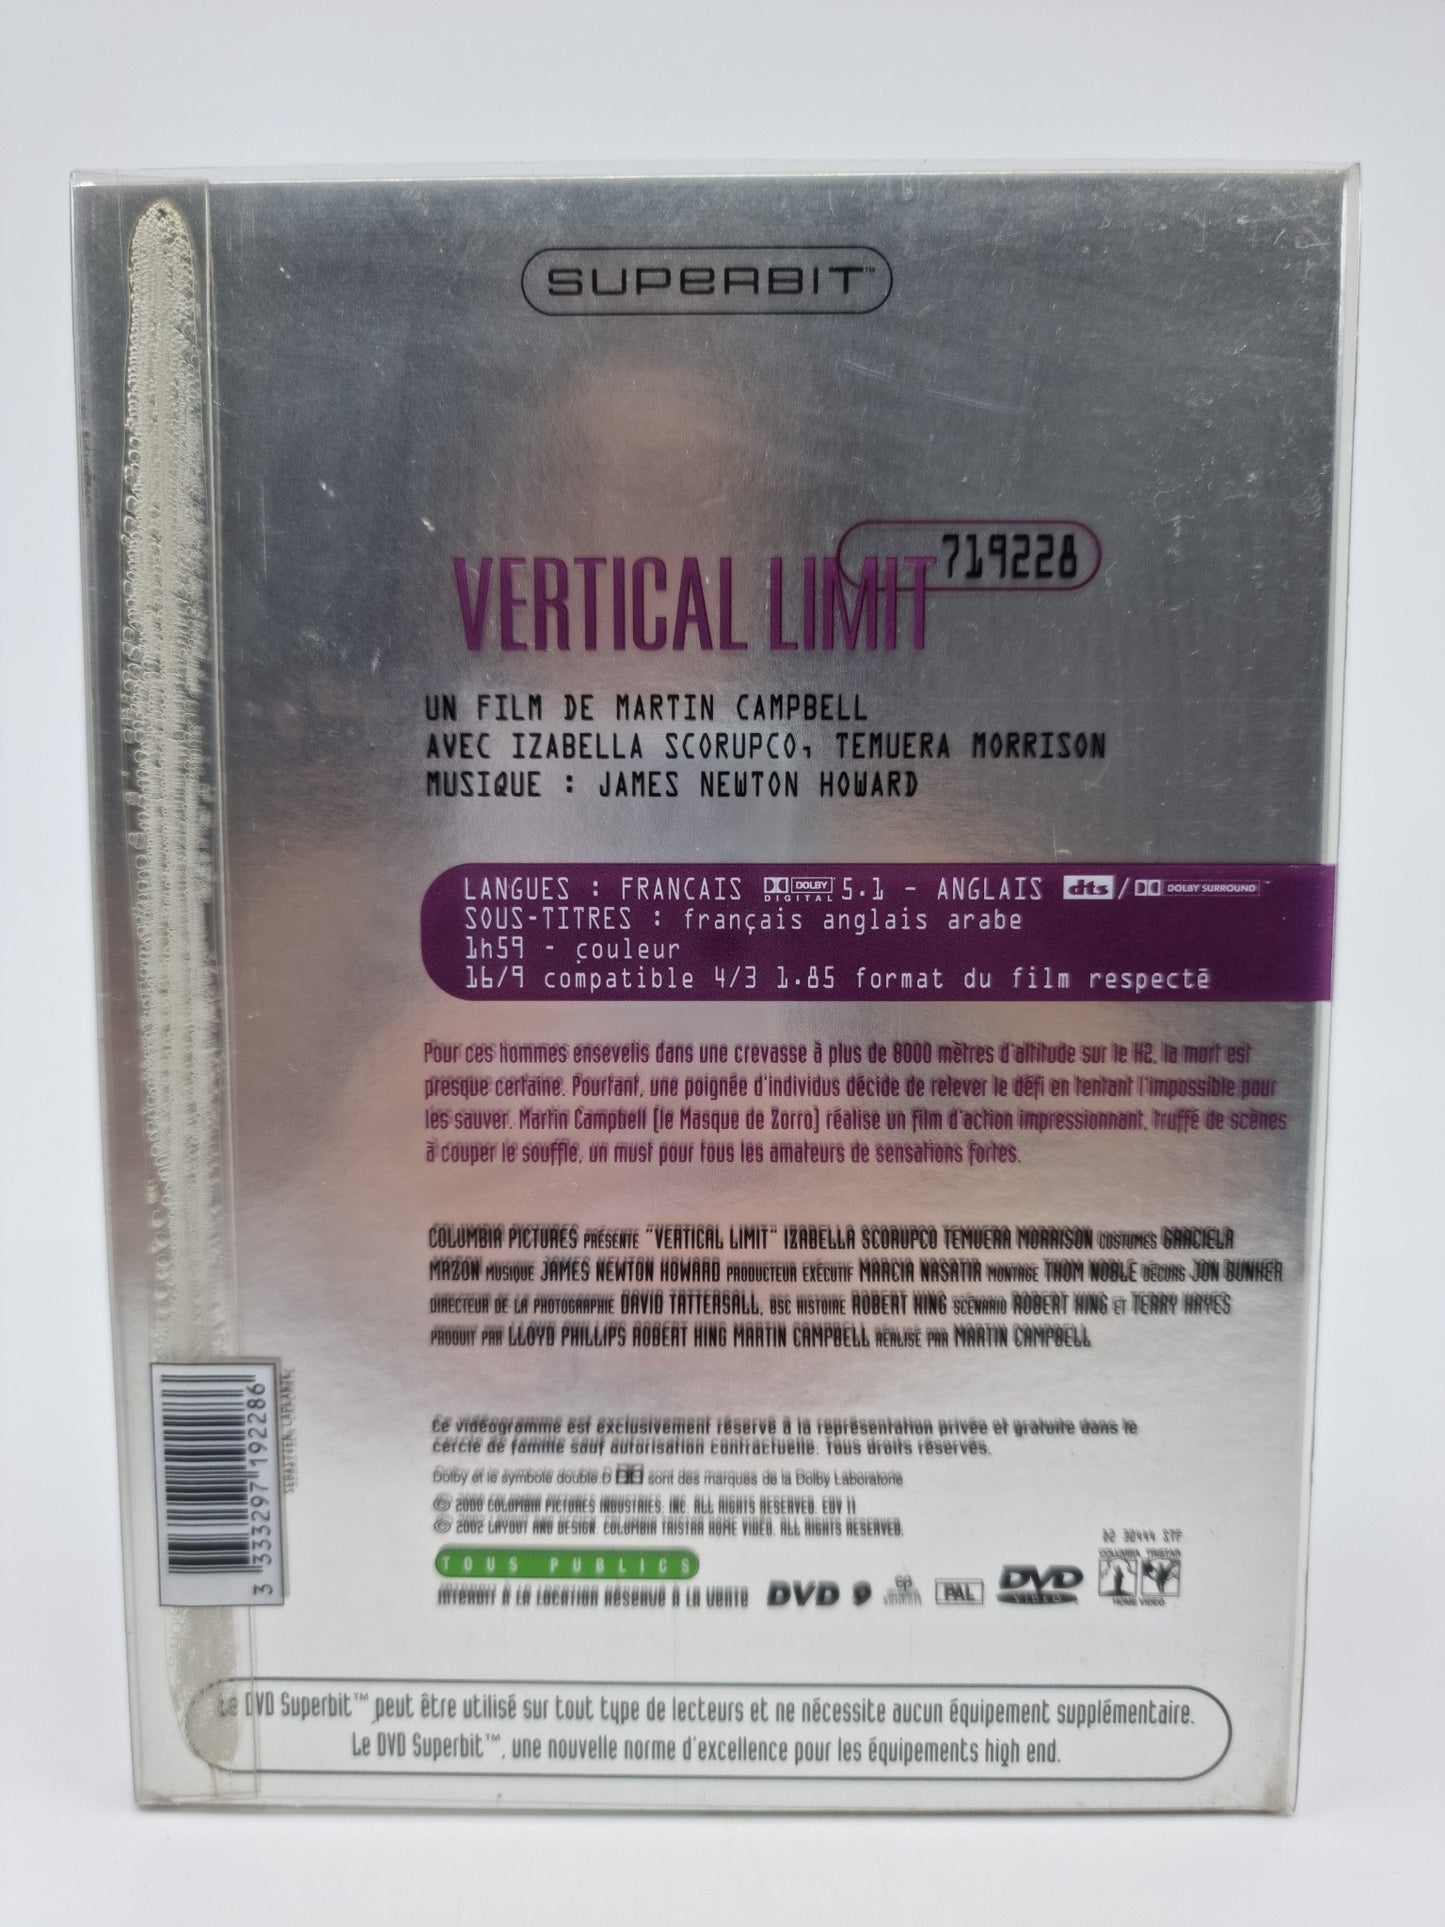 SUPERBIT™
VERTICAL LIMIT 719228
UN FILM DE MARTIN CAMPBELL
AVEC IZABELLA SCORUPCO, TEMUERA MORRISON
MUSIQUE : JAMES NEWTON HOWARD
LANGUES : FRANCAIS DOLBY DIGITAL 5.1 - ANGLAIS dts / DOLBY SURROUND
SOUS-TITRES : français anglais arabe
1h59 - couleur
16/9 compatible 4/3 1.85 format du film respecté
Pour ces hommes ensevelis dans une crevasse à plus de 8000 mètres d'altitude sur le K2, la mort est
presque certaine. Pourtant, une poignée d'individus décide de relever le défi en tentant l'impossible pour
les sauver. Martin Campbell (le Masque de Zorro) réalise un film d'action impressionnant, truffé de scènes
à couper le souffle, un must pour tous les amateurs de sensations fortes.
COLUMBIA PICTURES PRÉSENTE "VERTICAL LIMIT" IZABELLA SCORUPCO TEMUERA MORRISON COSTUMES GRACIELA
MAZON MUSIQUE JAMES NEWTON HOWARD PRODUCTEUR EXÉCUTIF MARCIA NASATIR MONTAGE THOM NOBLE DÉCORS JON BUNKER
DIRECTEUR DE LA PHOTOGRAPHIE DAVID TATTERSALL, BSC HISTOIRE ROBERT KING SCÉNARIO ROBERT KING ET TERRY HAYES
PRODUIT PAR LLOYD PHILLIPS ROBERT KING MARTIN CAMPBELL RÉALISÉ PAR MARTIN CAMPBELL
Ce vidéogramme est exclusivement réservé à la représentation privée et gratuite dans le
cercle de famille sauf autorisation contractuelle. Tous droits réservés.
Dolby et le symbole double D sont des marques de la Dolby Laboratorie
© 2000 COLUMBIA PICTURES INDUSTRIES, INC. ALL RIGHTS RESERVED. EDV 11
© 2002 LAYOUT AND DESIGN. COLUMBIA TRISTAR HOME VIDEO. ALL RIGHTS RESERVED.
TOUS PUBLICS
INTERDIT À LA LOCATION RÉSERVÉ À LA VENTE DVD 9 PAL DVD VIDEO
COLUMBIA TRISTAR
HOME VIDEO
SEBASTIEN LAPLANTE
3 333297 192286
Le DVD Superbit™ peut être utilisé sur tout type de lecteurs et ne nécessite aucun équipement supplémentaire.
Le DVD Superbit™, une nouvelle norme d'excellence pour les équipements high end.